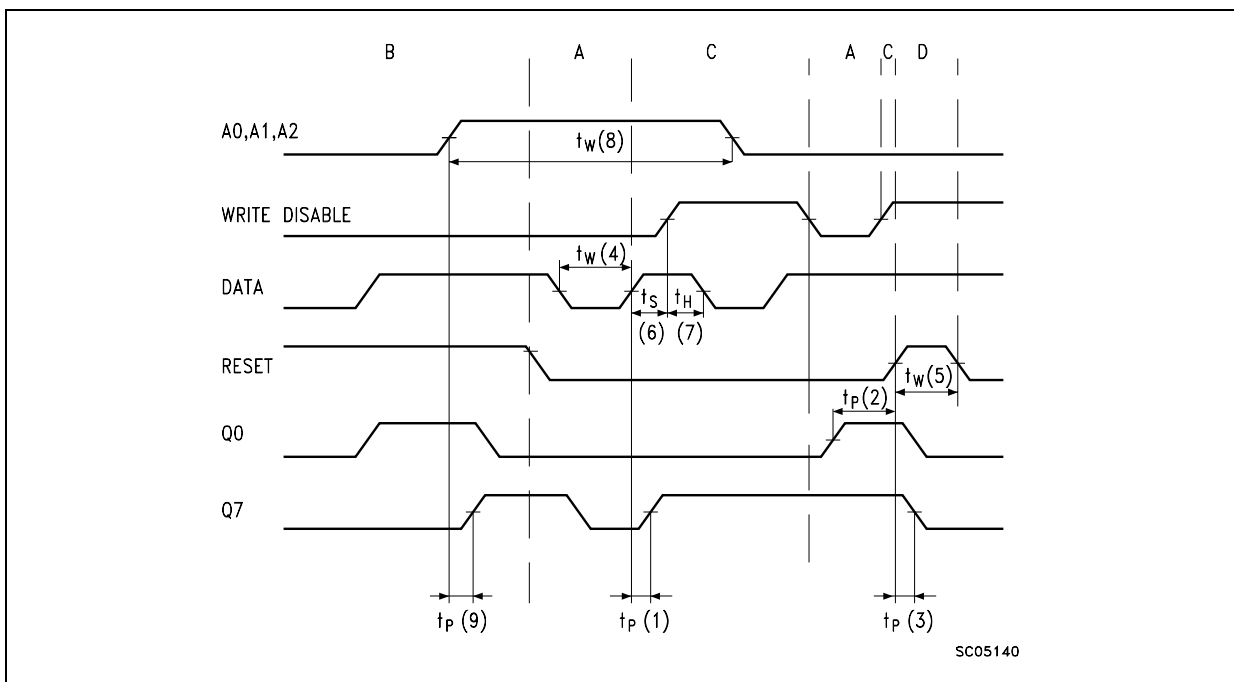 B A C A C D
A0,A1,A2
tW(8)
WRITE DISABLE
tW(4)
DATA
tS tH
(6) (7)
RESET
tW(5)
tP(2)
Q0
Q7
tP(9) tP(1) tP(3)
SC05140